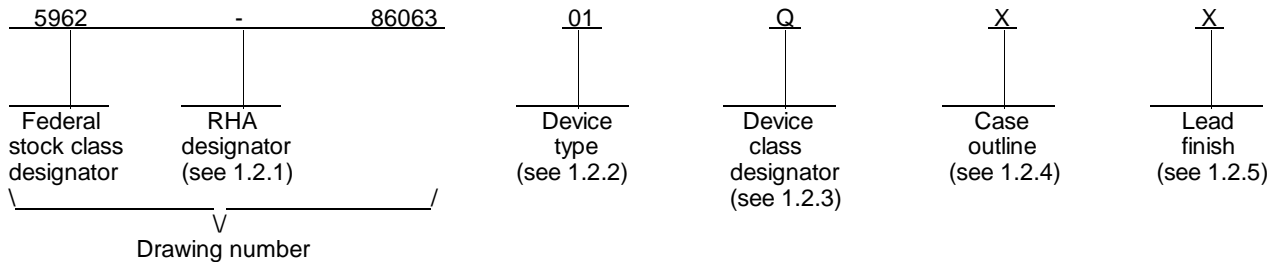 5962 - 86063 01 Q X X
Federal stock class designator
RHA designator (see 1.2.1)
Device type (see 1.2.2)
Device class designator (see 1.2.3)
Case outline (see 1.2.4)
Lead finish (see 1.2.5)
\ /
\/
Drawing number